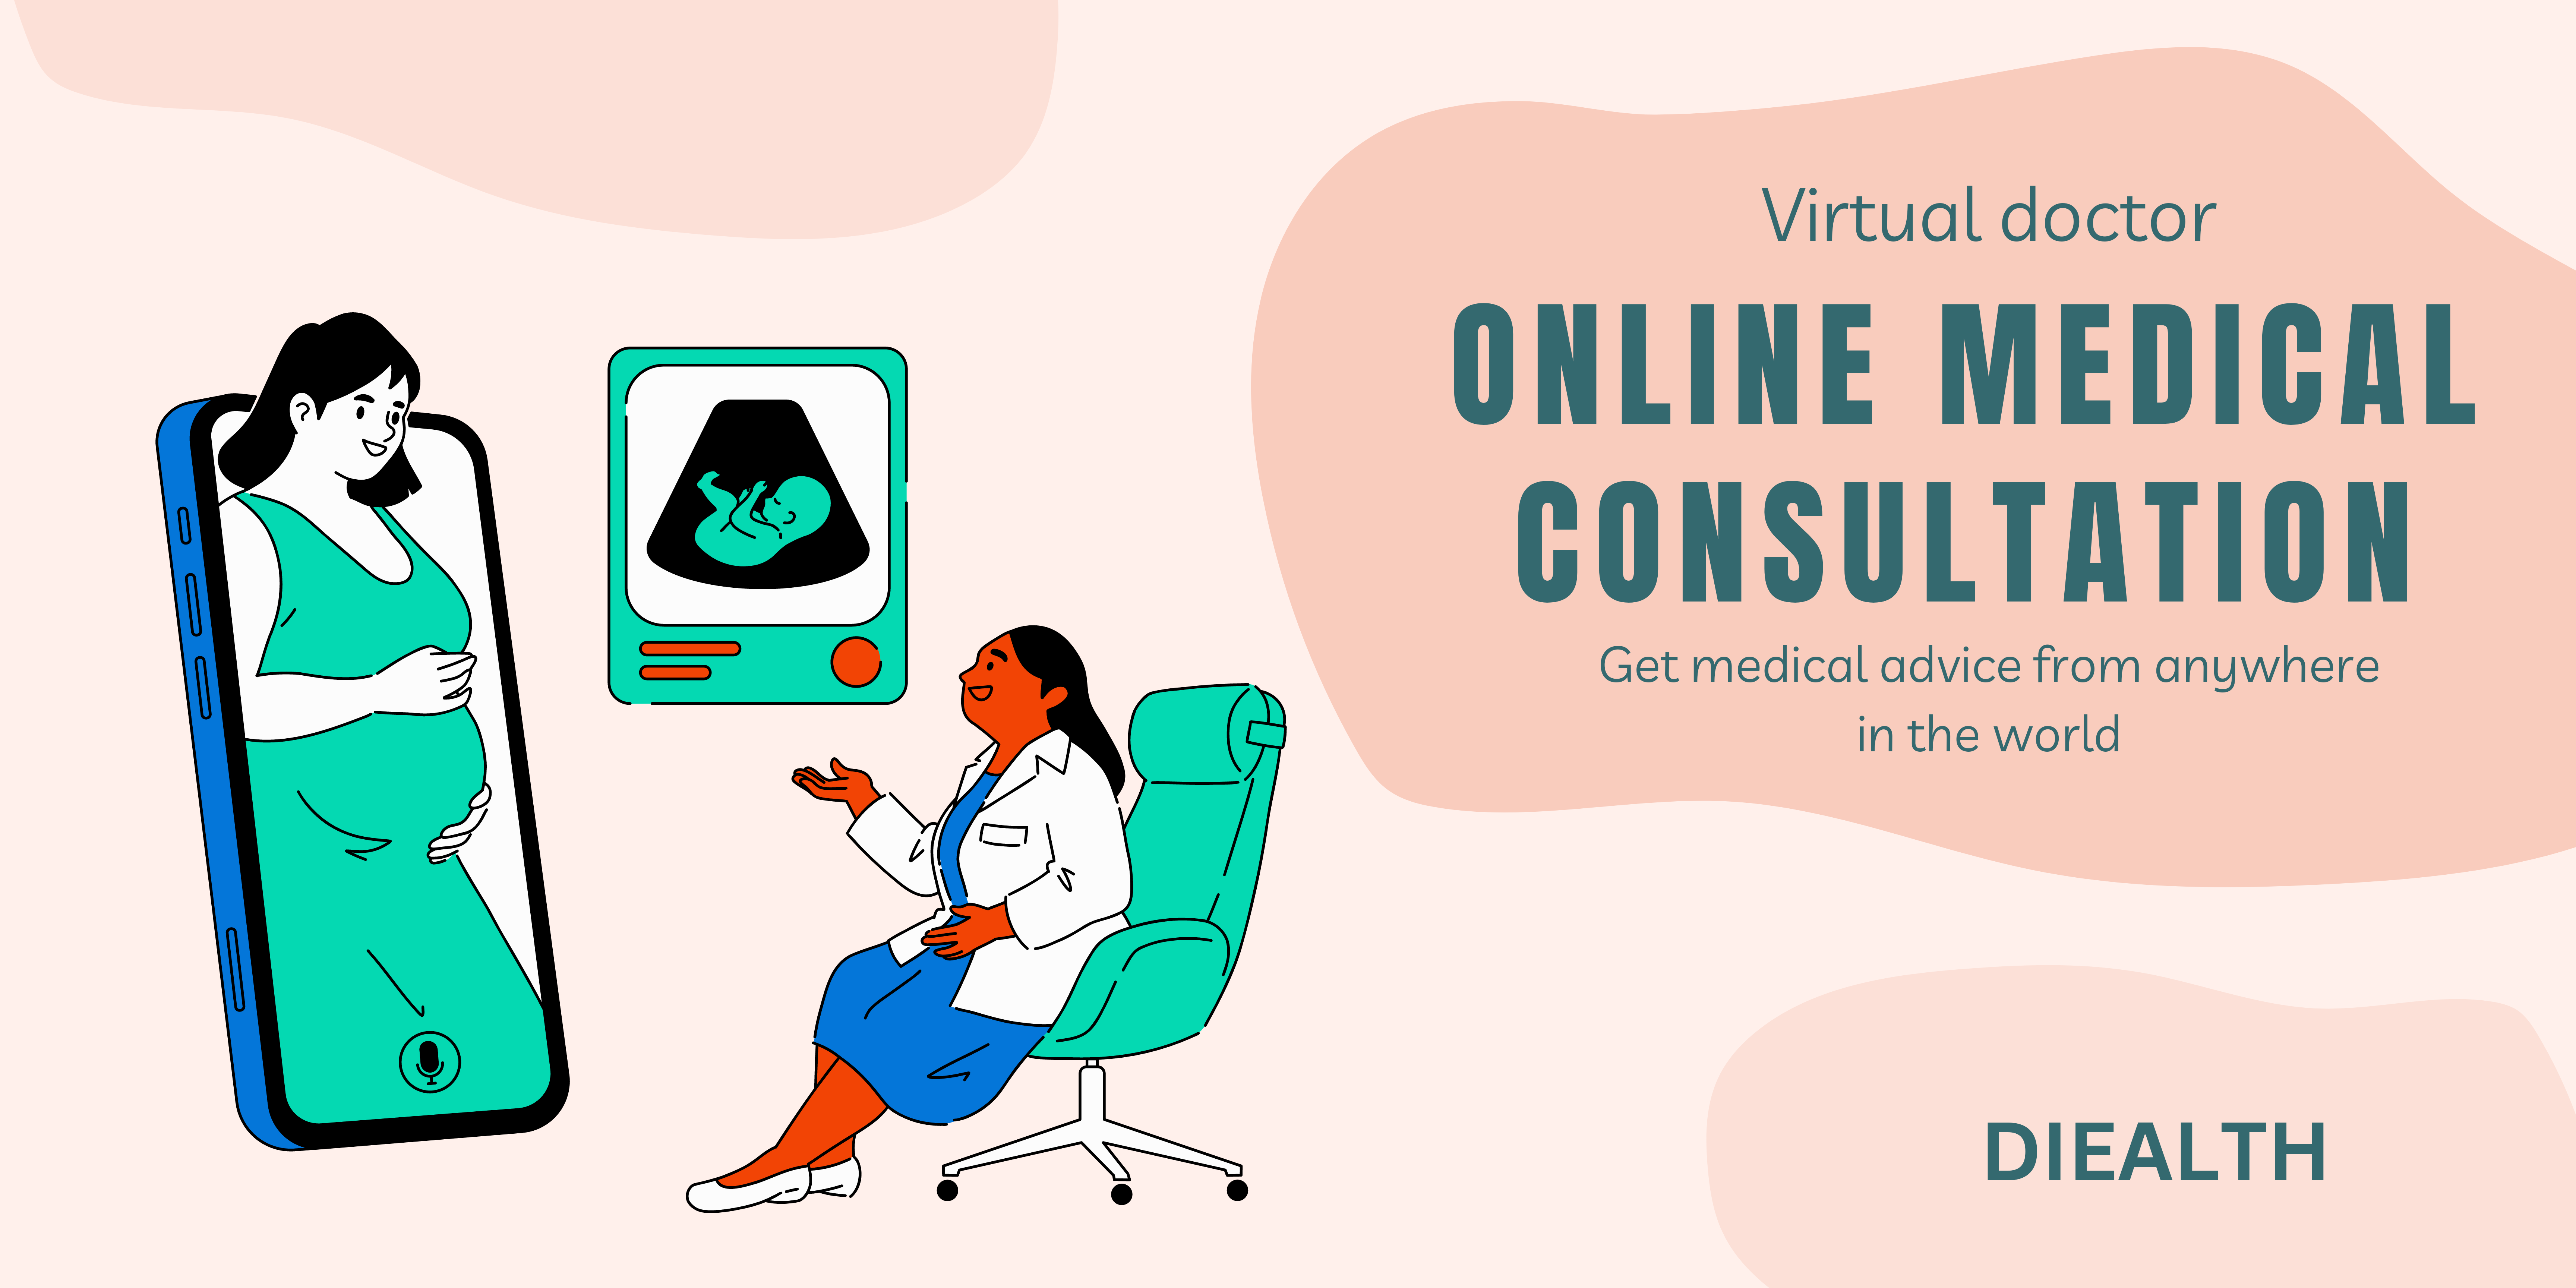 Virtual doctor
ONLINE MEDICAL
CONSULTATION
Get medical advice from anywhere
in the world
DIEALTH